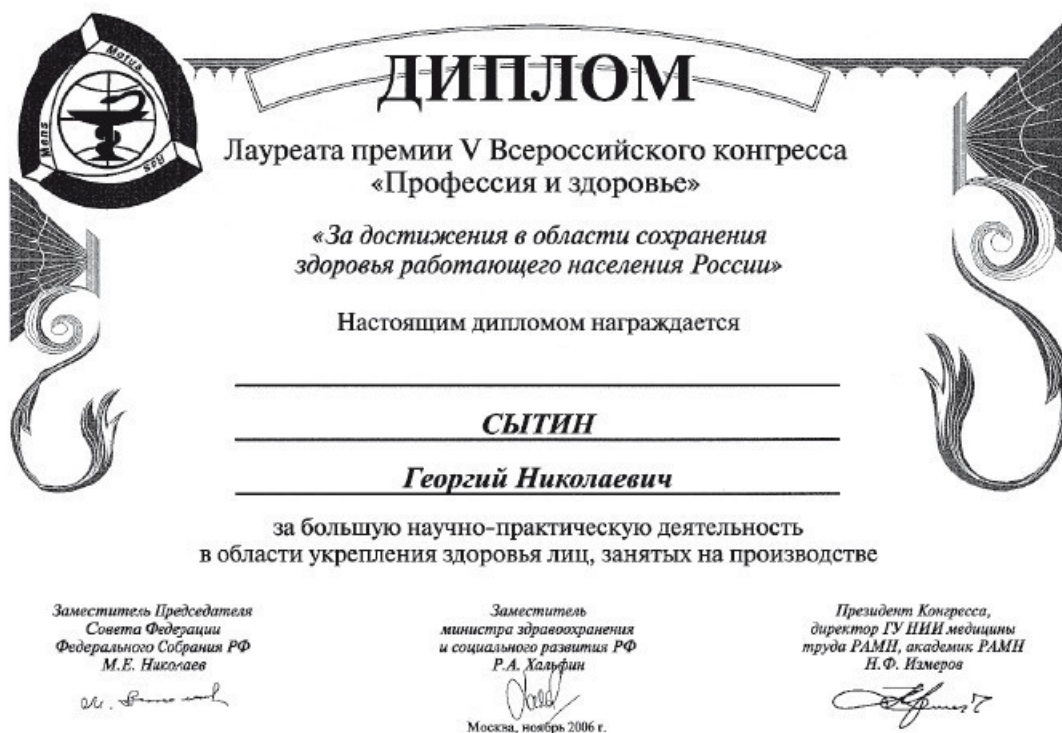 ДИПЛОМ
Motus
Mens
Лауреата премии V Всероссийского конгресса
«Профессия и здоровье»
«За достижения в области сохранения
здоровья работающего населения России»
Настоящим дипломом награждается
СЫТИН
Георгий Николаевич
за большую научно-практическую деятельность
в области укрепления здоровья лиц, занятых на производстве
Заместитель Председателя
Совета Федерации
Федерального Собрания РФ
М.Е. Николаев
Заместитель
министра здравоохранения
и социального развития РФ
Р.А. Хальфин
Москва, ноябрь 2006 г.
Президент Конгресса,
директор ГУ НИИ медицины
труда РАМН, академик РАМН
Н.Ф. Измеров